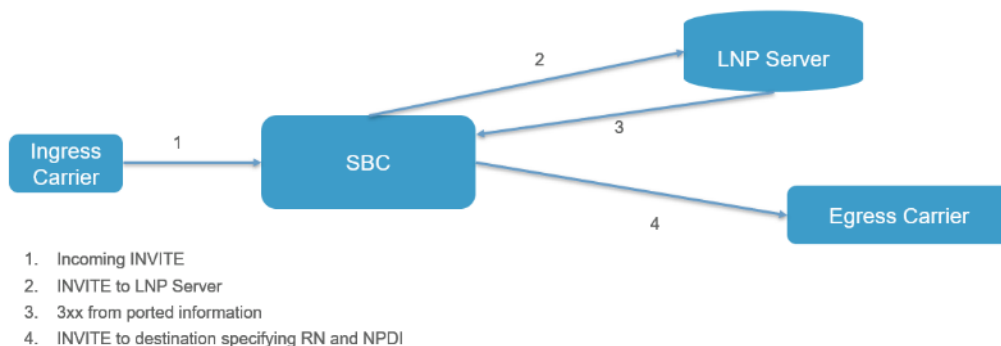 2
LNP Server
3
1
Ingress
Carrier
SBC
Egress Carrier
4
1. Incoming INVITE
2. INVITE to LNP Server
3. 3xx from ported information
4. INVITE to destination specifying RN and NPDI